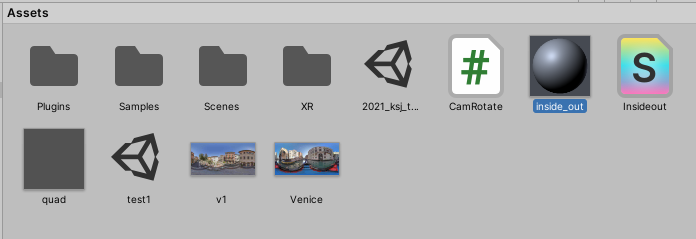 Assets
Plugins
Samples
Scenes
XR
2021_ksj_t...
#
CamRotate
inside_out
S
Insideout
quad
test1
v1
Venice